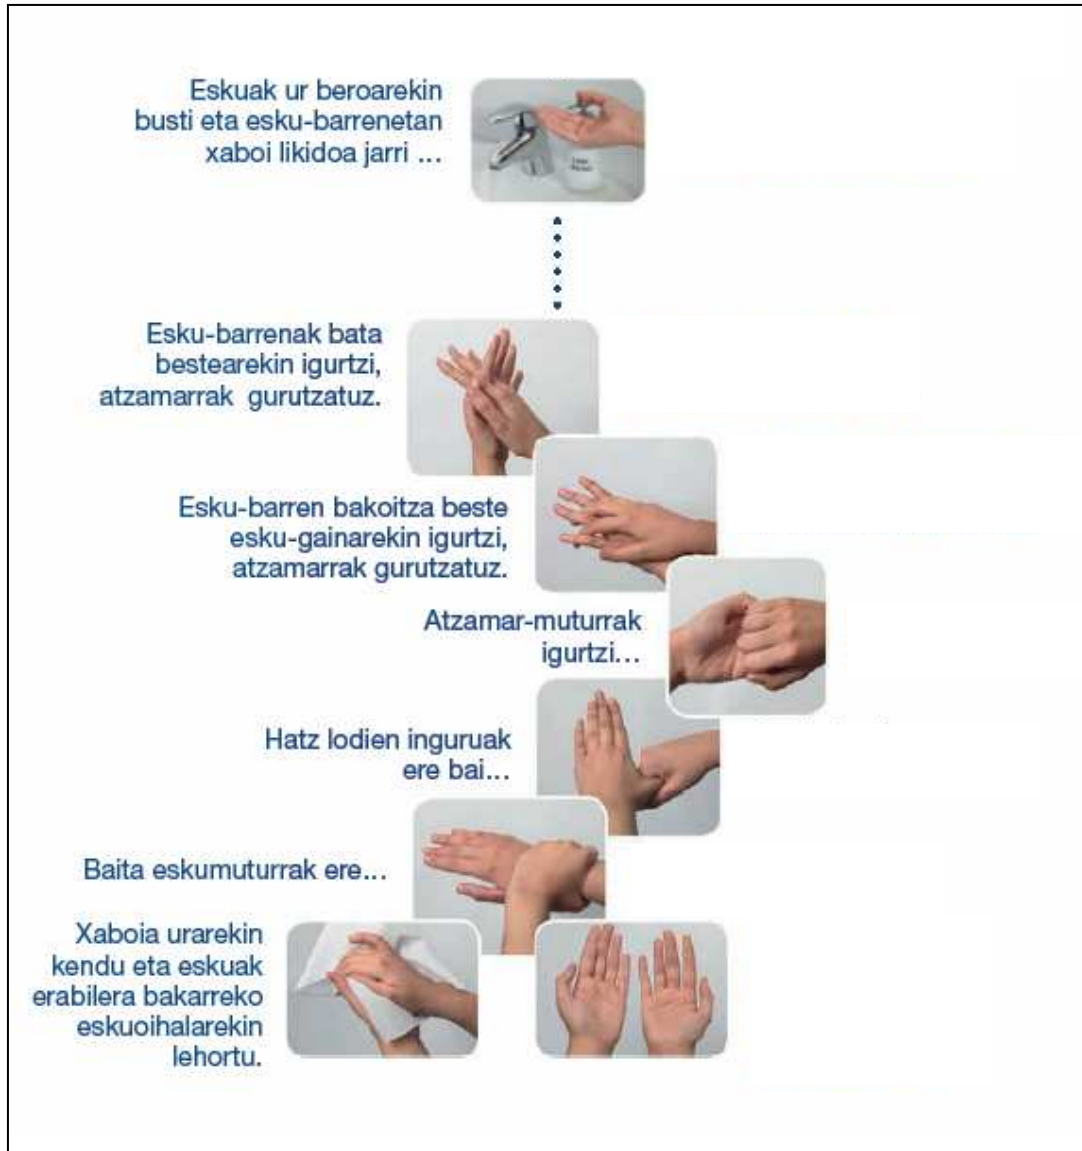 Eskuak ur beroarekin
busti eta esku-barrenetan
xaboi likidoa jarri ...
Esku-barrenak bata
bestearekin igurtzi,
atzamarrak gurutzatuz.
Esku-barren bakoitza beste
esku-gainarekin igurtzi,
atzamarrak gurutzatuz.
Atzamar-muturrak
igurtzi...
Hatz lodien inguruak
ere bai...
Baita eskumuturrak ere...
Xaboia urarekin
kendu eta eskuak
erabilera bakarreko
eskuoihalarekin
lehortu.